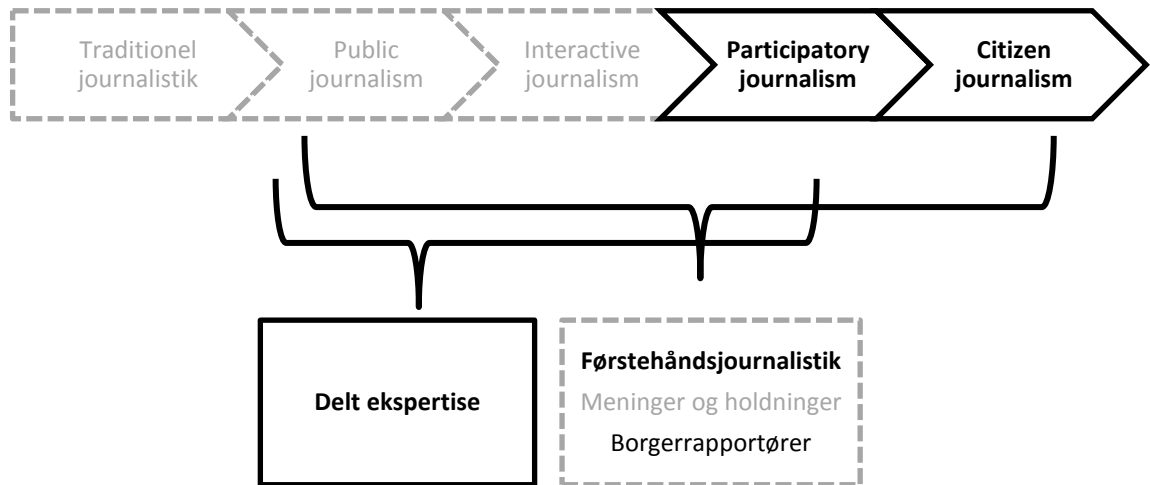 Traditionel
journalistik
Public
journalism
Interactive
journalism
Participatory
journalism
Citizen
journalism
Delt ekspertise
Førstehåndsjournalistik
Meninger og holdninger
Borgerrapportører